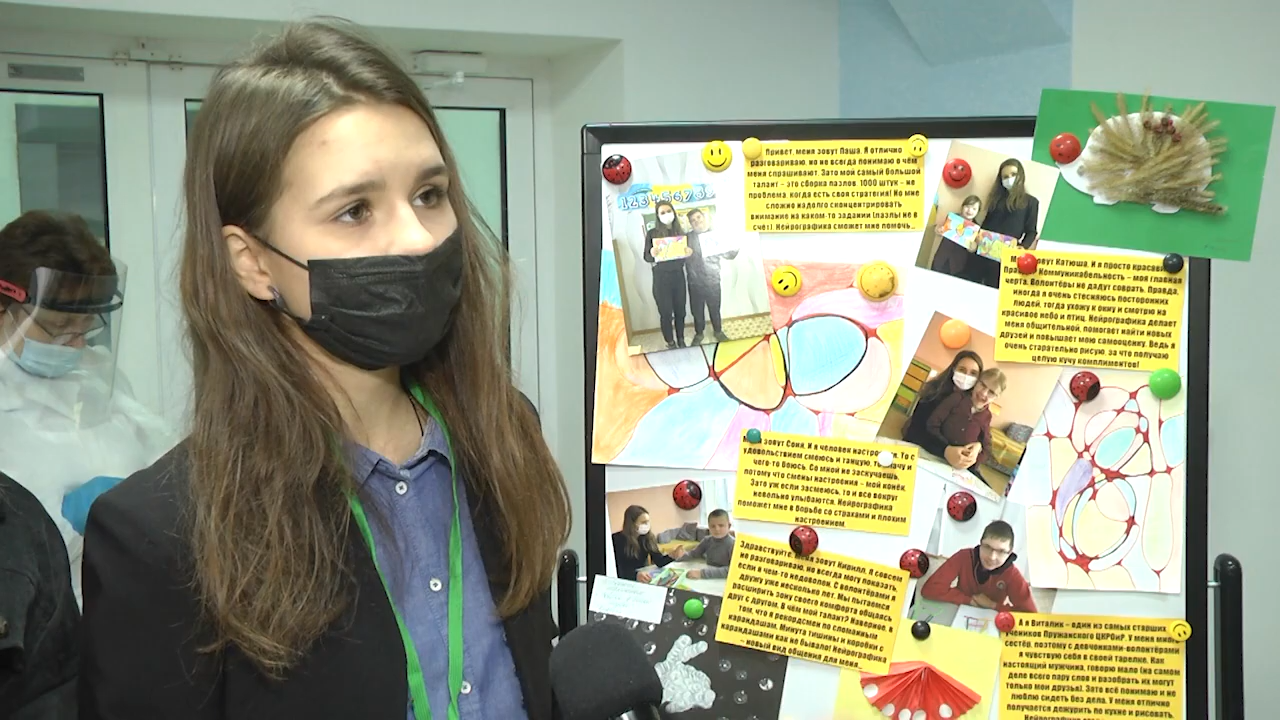 123456789
Привет, меня зовут Паша. Я отлично
разговариваю, но не всегда понимаю о чём
меня спрашивают. Зато мой самый большой
талант – это сборка пазлов. 1000 штук – не
проблема, когда есть своя стратегия! Но мне
сложно надолго сконцентрировать
внимание на каком-то задании (пазлы не в
счёт). Нейрографика сможет мне помочь...
зовут Катюша. И я просто красави
Коммуникабельность – моя главная
черта. Волонтёры не дадут соврать. Правда,
иногда я очень стесняюсь посторонних
людей, тогда ухожу к окну и смотрю на
красивое небо и птиц. Нейрографика делает
меня общительной, помогает найти новых
друзей и повышает мою самооценку. Ведь я
очень старательно рисую, за что получаю
целую кучу комплиментов!
зовут Соня. И я человек настро
удовольствием смеюсь и танцую, то плачу и
чего-то боюсь. Со мной не заскучаешь,
потому что смены настроения – мой конёк.
Зато уж если засмеюсь, то и все вокруг
невольно улыбаются. Нейрографика
поможет мне в борьбе со страхами и плохим
настроением.
Здравствуйте, меня зовут Кирилл. Я совсем
не разговариваю, но всегда могу показать,
если я чем-то недоволен. С волонтёрами я
дружу уже несколько лет. Мы пытаемся
расширить зону своего комфорта общаясь
друг с другом. В чём мой талант? Наверное, в
том, что я рекордсмен по сломанным
карандашам. Минута тишины и коробки с
карандашами как не бывало! Нейрографика
– новый вид общения для меня...
А я Виталик – один из самых старших
учеников Пружанского ЦКРОиР. У меня много
сестёр, поэтому с девчонками-волонтёрами
я чувствую себя в своей тарелке. Как
настоящий мужчина, говорю мало (на самом
деле всего пару слов и разобрать их могут
только мои друзья). Зато всё понимаю и не
люблю сидеть без дела. У меня отлично
получается дежурить по кухне и рисовать.